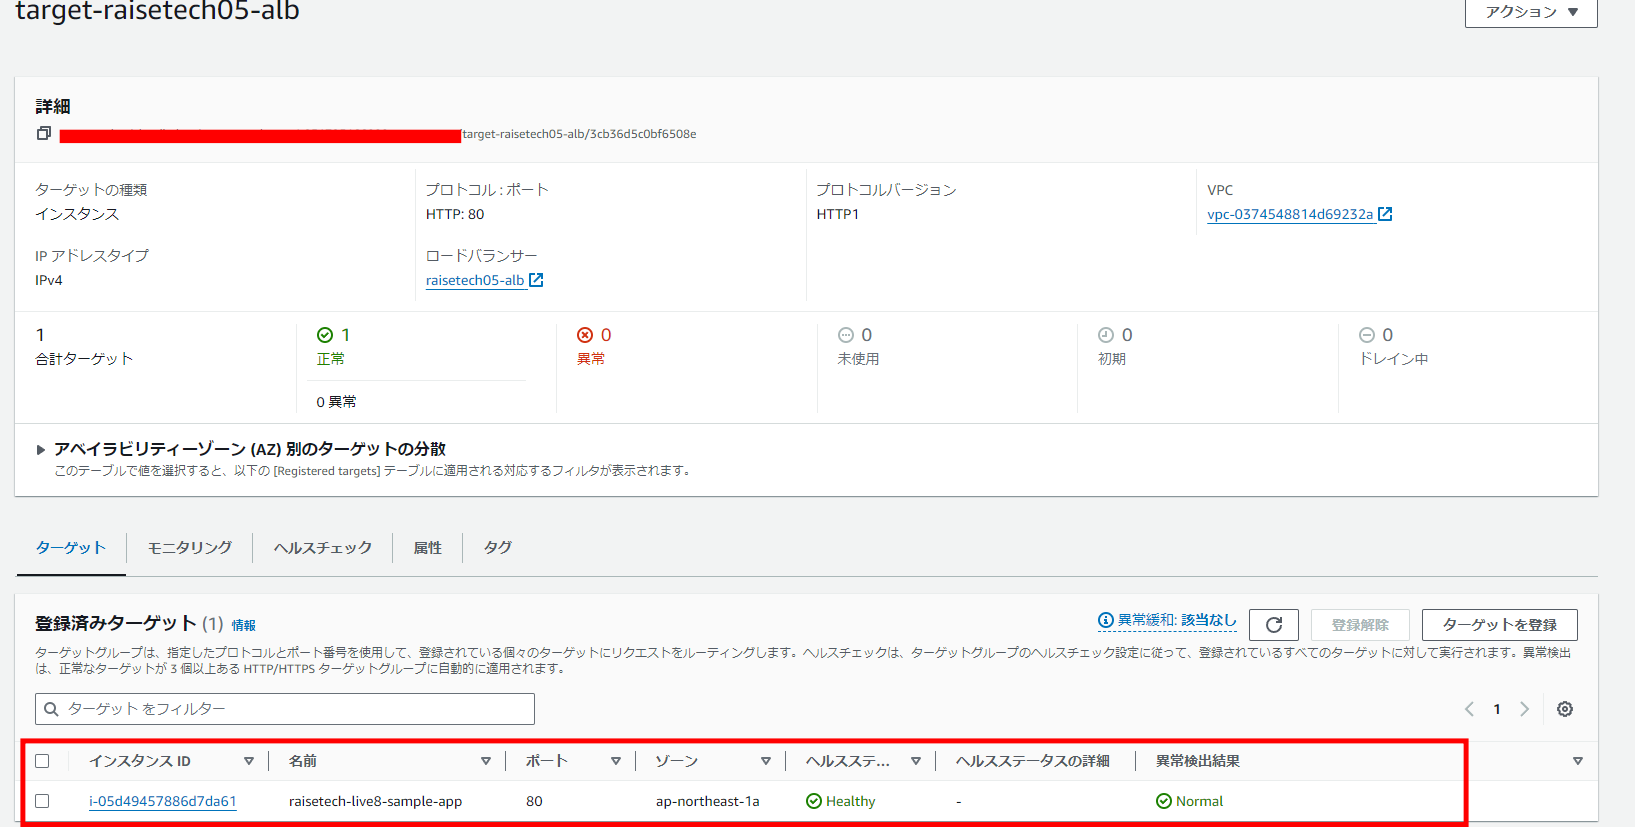 target-raisetech05-alb
アクション
詳細
/target-raisetech05-alb/3cb36d5c0bf6508e
ターゲットの種類
インスタンス
プロトコル : ポート
HTTP: 80
プロトコルバージョン
HTTP1
VPC
vpc-0374548814d69232a
IP アドレスタイプ
IPv4
ロードバランサー
raisetech05-alb
1
合計ターゲット
1
正常
0 異常
0
異常
0
未使用
0
初期
0
ドレイン中
アベイラビリティーゾーン (AZ) 別のターゲットの分散
このテーブルで値を選択すると、以下の [Registered targets] テーブルに適用される対応するフィルタが表示されます。
ターゲット
モニタリング
ヘルスチェック
属性
タグ
登録済みターゲット (1) 情報
異常緩和: 該当なし
登録解除
ターゲットを登録
ターゲットグループは、指定したプロトコルとポート番号を使用して、登録されている個々のターゲットにリクエストをルーティングします。ヘルスチェックは、ターゲットグループのヘルスチェック設定に従って、登録されているすべてのターゲットに対して実行されます。異常検出
は、正常なターゲットが 3 個以上ある HTTP/HTTPS ターゲットグループに自動的に適用されます。
ターゲット をフィルター
1
インスタンス ID 名前 ポート ゾーン ヘルスステ... ヘルスステータスの詳細 異常検出結果
i-05d49457886d7da61 raisetech-live8-sample-app 80 ap-northeast-1a Healthy - Normal